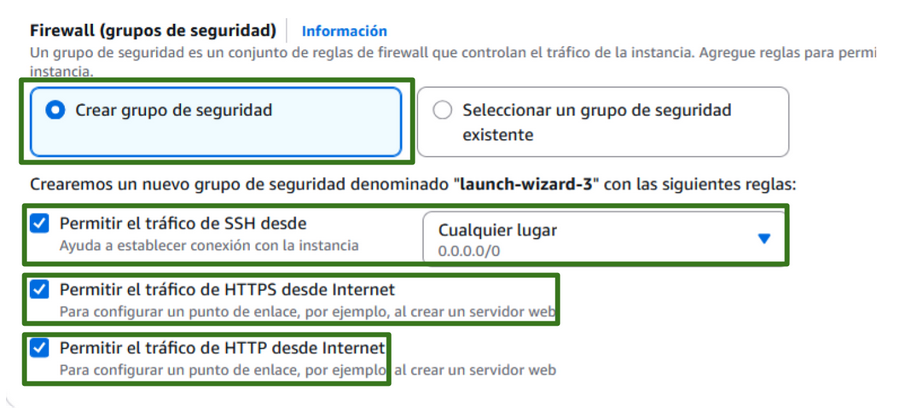 Firewall (grupos de seguridad) Información
Un grupo de seguridad es un conjunto de reglas de firewall que controlan el tráfico de la instancia. Agregue reglas para permi
instancia.
Crear grupo de seguridad
Seleccionar un grupo de seguridad
existente
Crearemos un nuevo grupo de seguridad denominado "launch-wizard-3" con las siguientes reglas:
Permitir el tráfico de SSH desde
Ayuda a establecer conexión con la instancia
Cualquier lugar
0.0.0.0/0
Permitir el tráfico de HTTPS desde Internet
Para configurar un punto de enlace, por ejemplo, al crear un servidor web
Permitir el tráfico de HTTP desde Internet
Para configurar un punto de enlace, por ejemplo, al crear un servidor web